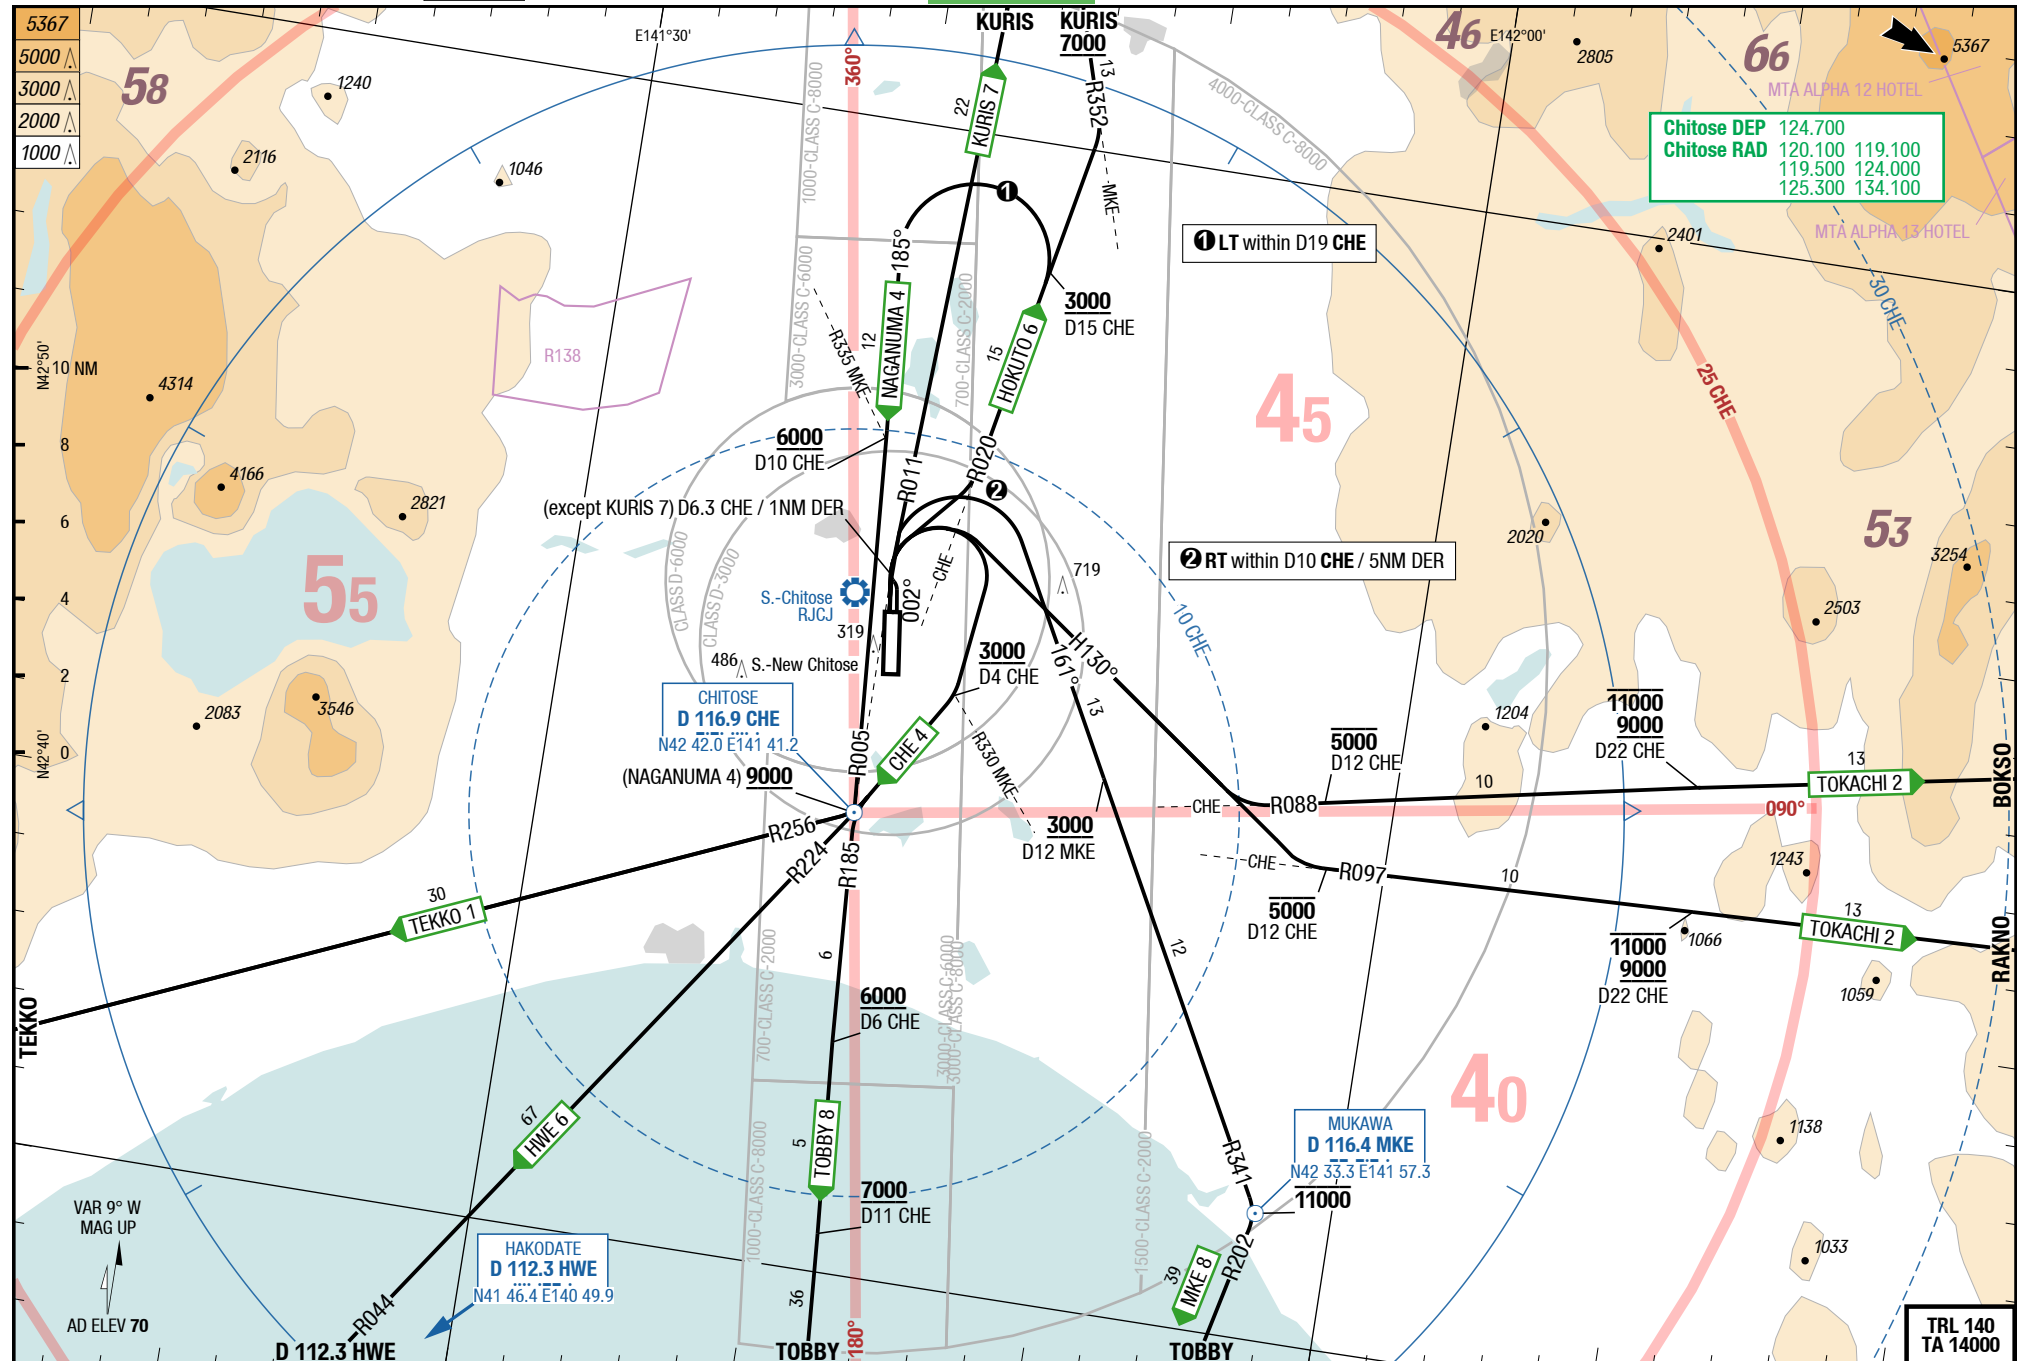 5367
5000
3000
2000
1000
58
1240
2116
1046
4314
4166
2821
55
2083
3546
R138
N42°50'
10 NM
8
6
4
2
0
N42°40'
E141°30'
360°
KURIS
KURIS
7000
13
R352
MKE
22
KURIS 7
1000-CLASS C-8000
3000-CLASS C-6000
700-CLASS C-2000
4000-CLASS C-8000
46
E142°00'
2805
66
5367
MTA ALPHA 12 HOTEL
Chitose DEP 124.700
Chitose RAD 120.100 119.100
119.500 124.000
125.300 134.100
MTA ALPHA 13 HOTEL
2401
30 CHE
25 CHE
1
1 LT within D19 CHE
185°
NAGANUMA 4
12
R335 MKE
3000
D15 CHE
HOKUTO 6
15
45
6000
D10 CHE
R011
R020
2
(except KURIS 7) D6.3 CHE / 1NM DER
CHE
2 RT within D10 CHE / 5NM DER
2020
53
3254
2503
CLASS D-6000
CLASS D-3000
S.-Chitose
RJCJ
319
002°
719
10 CHE
486
S.-New Chitose
3000
D4 CHE
H130°
161°
13
CHITOSE
D 116.9 CHE
N42 42.0 E141 41.2
R005
CHE 4
R330 MKE
(NAGANUMA 4) 9000
1204
5000
D12 CHE
11000
9000
D22 CHE
10
13
TOKACHI 2
BOKSO
CHE
R088
090°
R256
R224
R185
3000
D12 MKE
CHE
R097
10
1243
5000
D12 CHE
30
TEKKO 1
TEKKO
12
13
TOKACHI 2
RAKNO
11000
9000
D22 CHE
1066
1059
6
700-CLASS C-2000
3000-CLASS C-6000
3000-CLASS C-8000
6000
D6 CHE
40
67
HWE 6
5
TOBBY 8
1000-CLASS C-8000
1500-CLASS C-2000
R341
MUKAWA
D 116.4 MKE
N42 33.3 E141 57.3
11000
1138
7000
D11 CHE
VAR 9° W
MAG UP
HAKODATE
D 112.3 HWE
N41 46.4 E140 49.9
39
MKE 8
R202
1033
36
AD ELEV 70
R044
D 112.3 HWE
TOBBY
180°
TOBBY
TRL 140
TA 14000